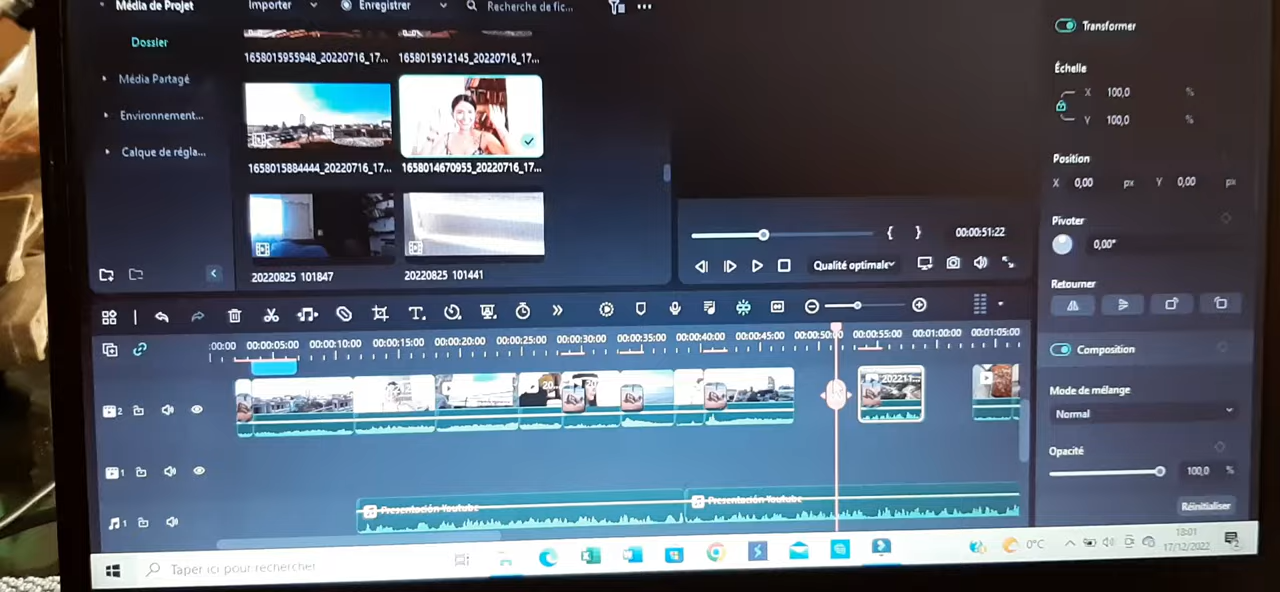 Média de Projet
Importer
Enregistrer
Recherche de fic...
Dossier
Média Partagé
Environnement...
Calque de régla...
1658015955948_20220716_17...
1658015912145_20220716_17...
1658015884444_20220716_17...
1658014670955_20220716_17...
20220825 101847
20220825 101441
Qualité optimale
00:00:51:22
Transformer
Échelle
X 100,0 %
Y 100,0 %
Position
X 0,00 px Y 0,00 px
Pivoter
0,00°
Retourner
Composition
Mode de mélange
Normal
Opacité
100,0 %
Réinitialiser
:00:00 00:00:05:00 00:00:10:00 00:00:15:00 00:00:20:00 00:00:25:00 00:00:30:00 00:00:35:00 00:00:40:00 00:00:45:00 00:00:50:00 00:00:55:00 00:01:00:00 00:01:05:00
2
1
1
Presentación Youtube
Presentación Youtube
Taper ici pour rechercher
0°C
18:01
17/12/2022